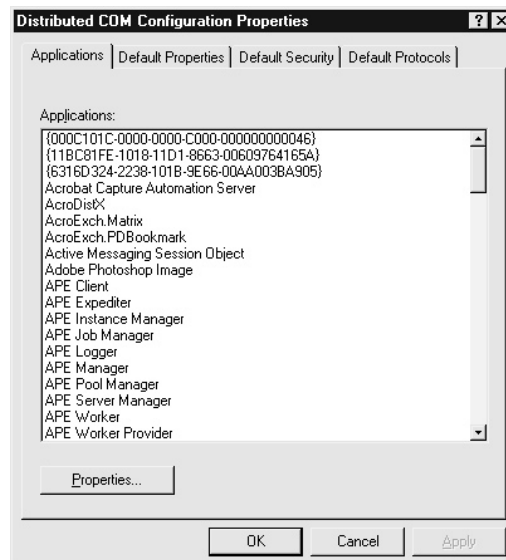 Distributed COM Configuration Properties
Applications
Default Properties
Default Security
Default Protocols
Applications:
{000C101C-0000-0000-C000-000000000046}
{11BC81FE-1018-11D1-8663-00609764165A}
{6316D324-2238-101B-9E66-00AA003BA905}
Acrobat Capture Automation Server
AcroDistX
AcroExch.Matrix
AcroExch.PDBookmark
Active Messaging Session Object
Adobe Photoshop Image
APE Client
APE Expediter
APE Instance Manager
APE Job Manager
APE Logger
APE Manager
APE Pool Manager
APE Server Manager
APE Worker
APE Worker Provider
Properties...
OK
Cancel
Apply